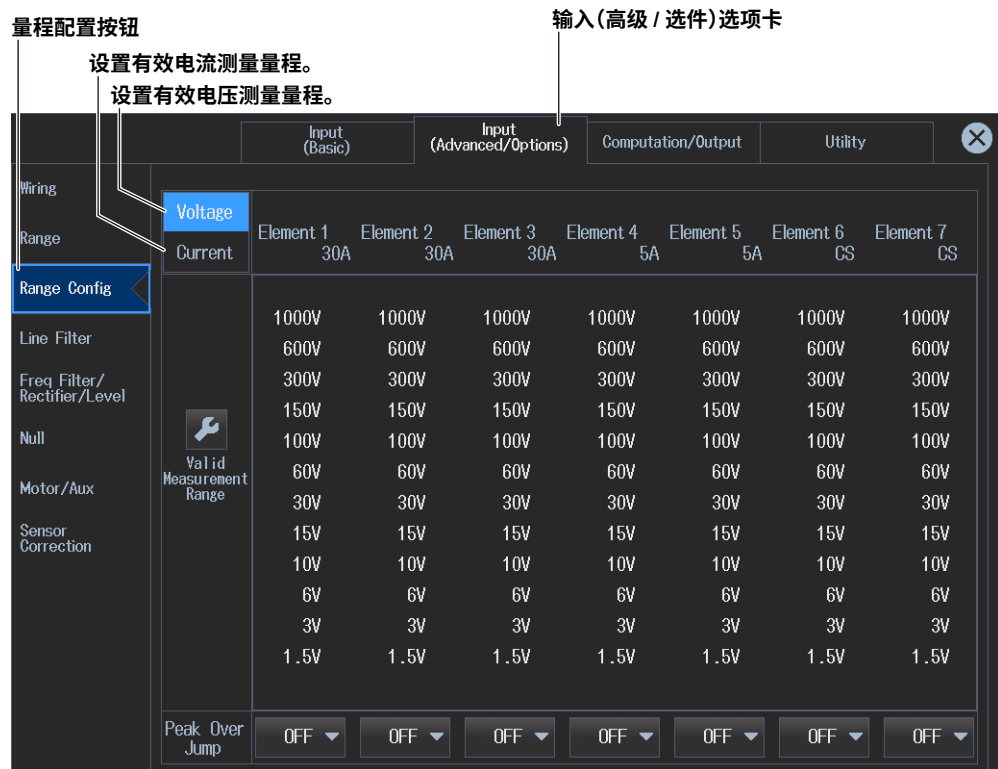 量程配置按钮
输入(高级 / 选件)选项卡
设置有效电流测量量程。
设置有效电压测量量程。
Input
(Basic)
Input
(Advanced/Options)
Computation/Output
Utility
Wiring
Range
Range Config
Line Filter
Freq Filter/
Rectifier/Level
Null
Motor/Aux
Sensor
Correction
Voltage
Current
Element 1 Element 2 Element 3 Element 4 Element 5 Element 6 Element 7
30A 30A 30A 5A 5A CS CS
1000V 1000V 1000V 1000V 1000V 1000V 1000V
600V 600V 600V 600V 600V 600V 600V
300V 300V 300V 300V 300V 300V 300V
150V 150V 150V 150V 150V 150V 150V
100V 100V 100V 100V 100V 100V 100V
60V 60V 60V 60V 60V 60V 60V
30V 30V 30V 30V 30V 30V 30V
15V 15V 15V 15V 15V 15V 15V
10V 10V 10V 10V 10V 10V 10V
6V 6V 6V 6V 6V 6V 6V
3V 3V 3V 3V 3V 3V 3V
1.5V 1.5V 1.5V 1.5V 1.5V 1.5V 1.5V
Valid
Measurement
Range
Peak Over
Jump
OFF OFF OFF OFF OFF OFF OFF